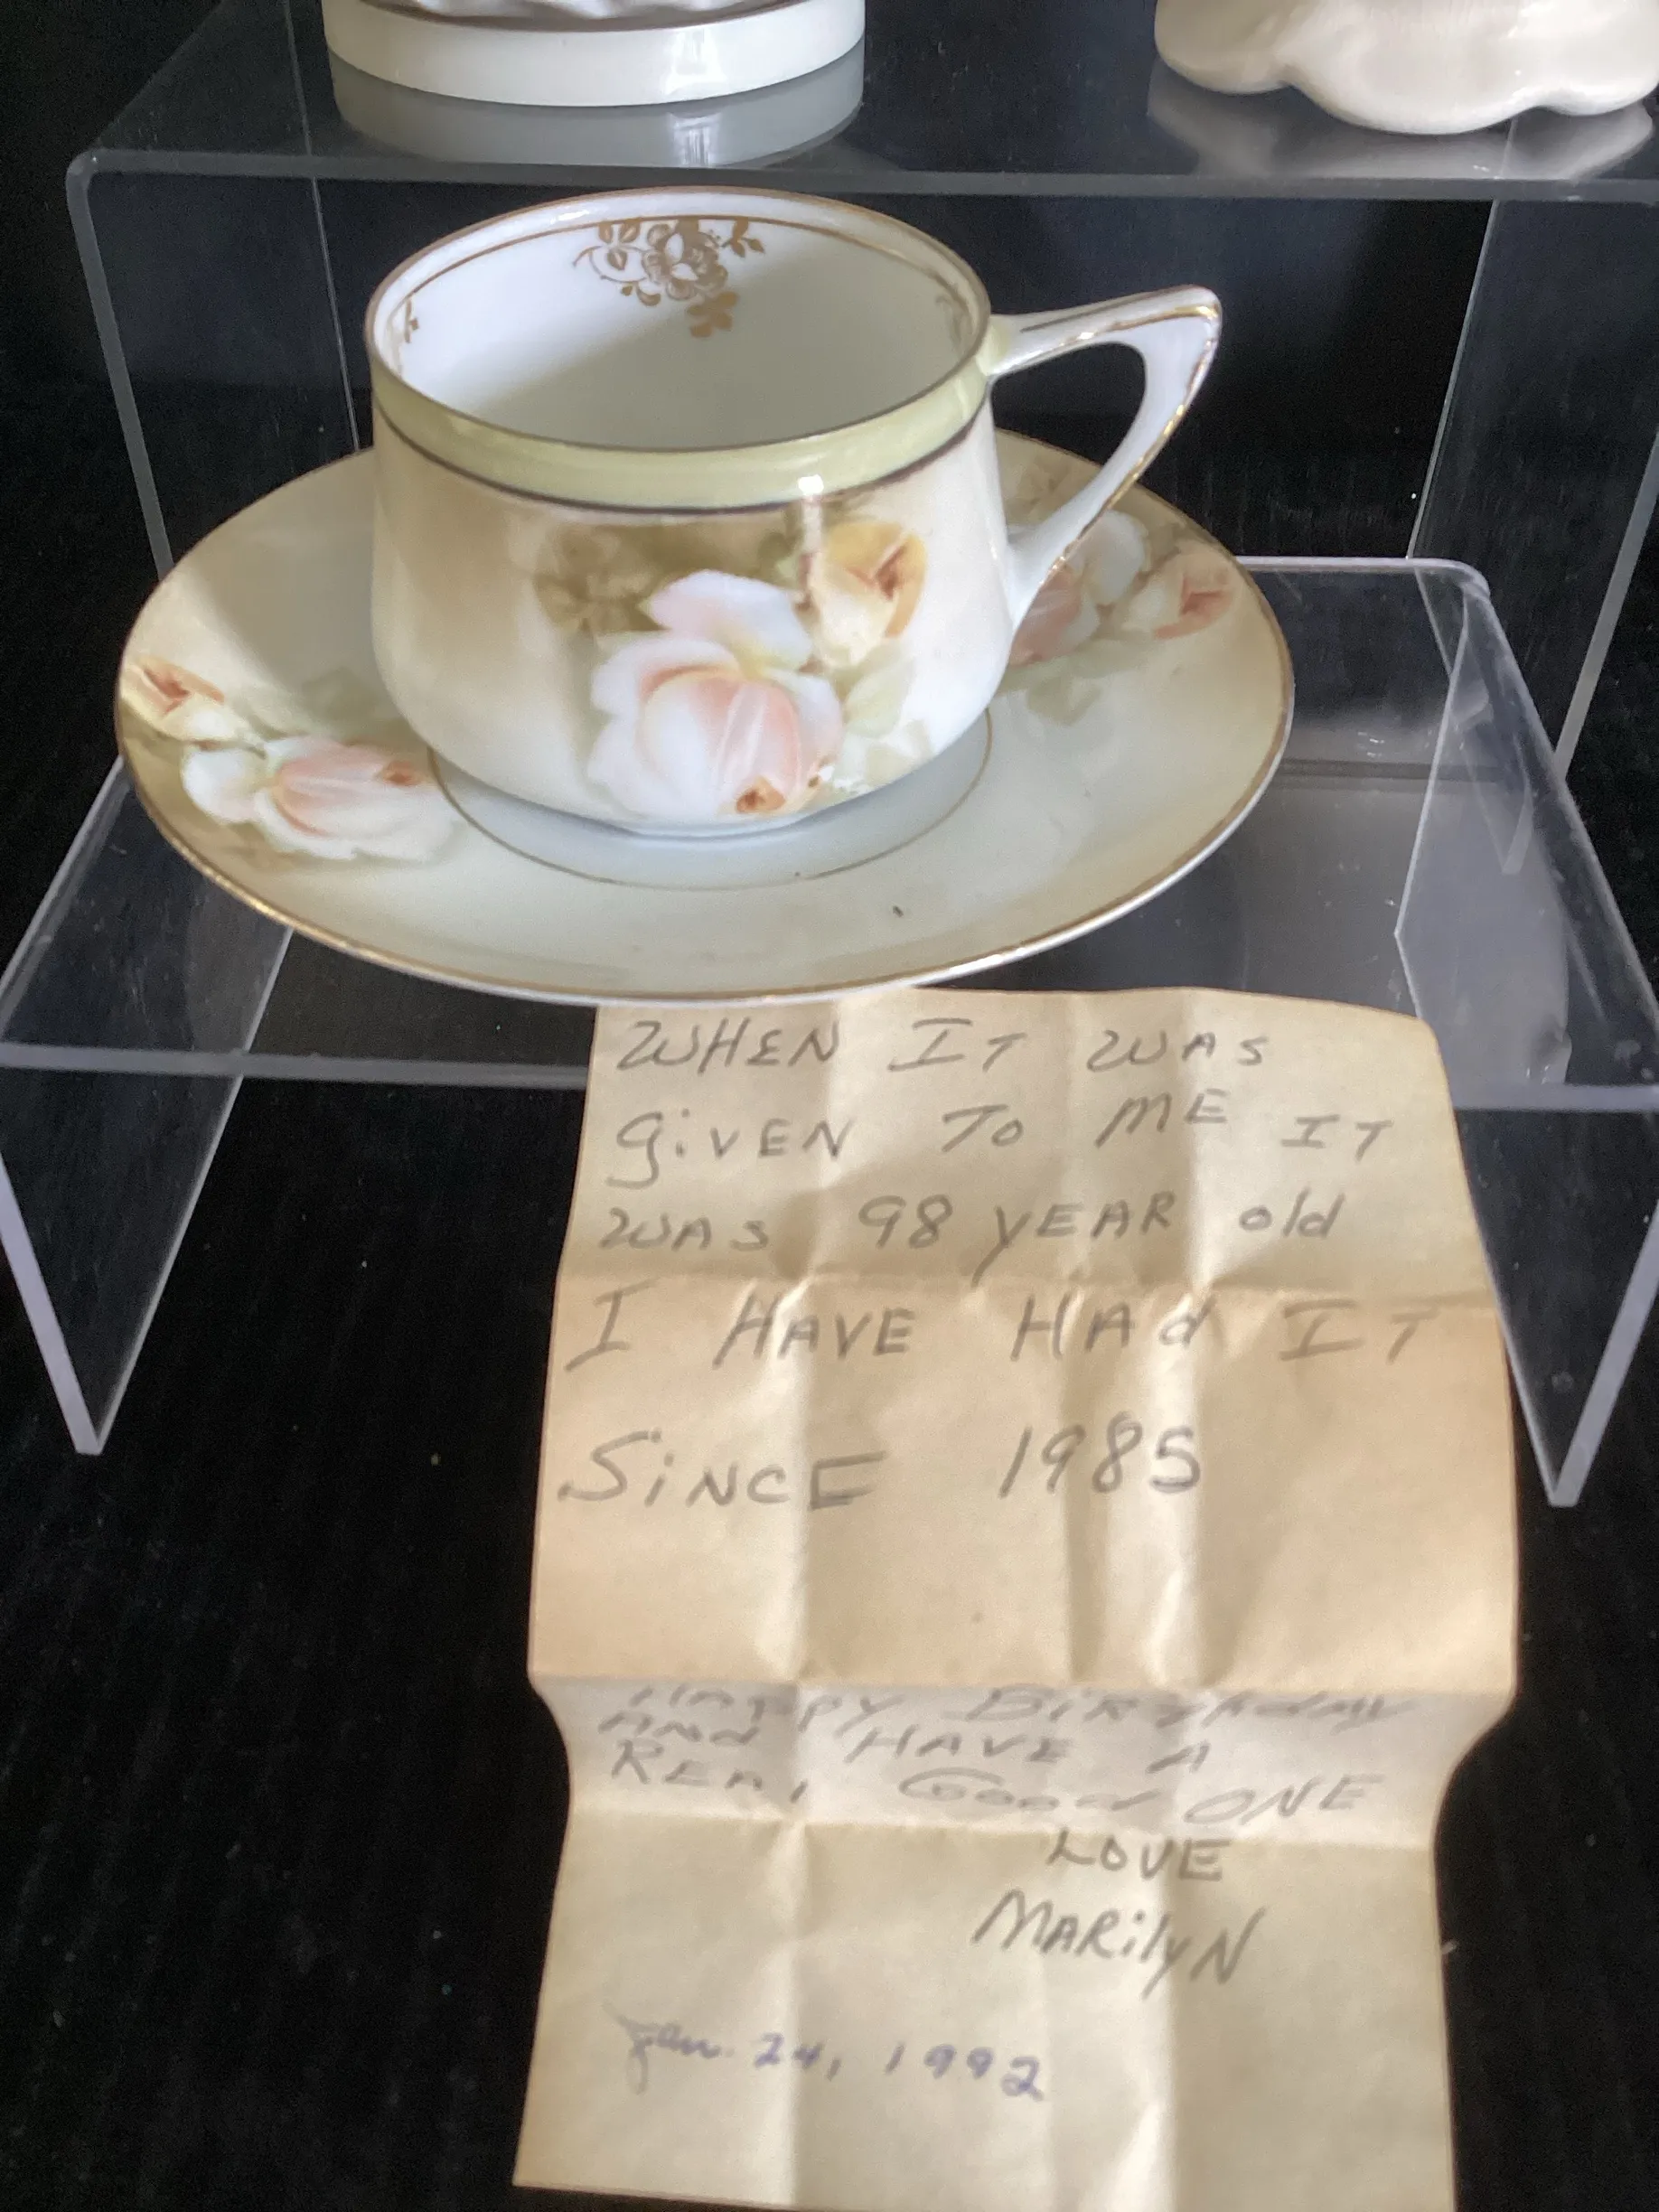 WHEN IT WAS
giVEN TO ME IT
WAS 98 YEAR old
I HAVE HAd IT
SiNCE 1985
HAppy BiRthday
ANd HAVE A
REAl Good ONE
LOVE
MARilyN
Jan. 24, 1992